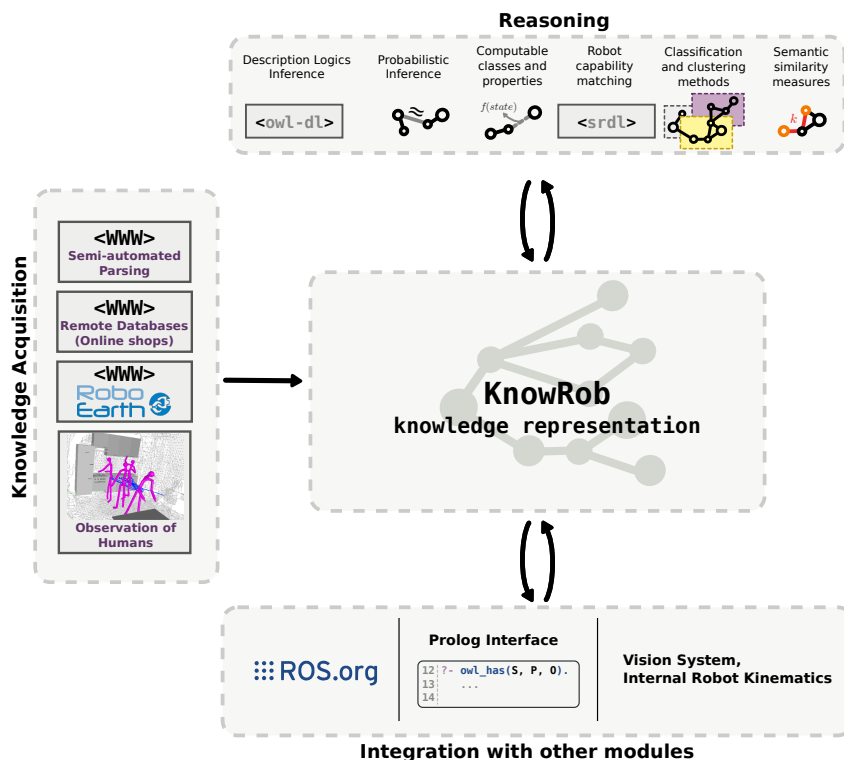 Reasoning
Description Logics
Inference
<owl-dl>
Probabilistic
Inference
≈
Computable
classes and
properties
f(state)
Robot
capability
matching
<srdl>
Classification
and clustering
methods
Semantic
similarity
measures
k
Knowledge Acquisition
<WWW>
Semi-automated
Parsing
<WWW>
Remote Databases
(Online shops)
<WWW>
Robo
Earth
Observation of
Humans
KnowRob
knowledge representation
ROS.org
Prolog Interface
12 ?- owl_has(S, P, O).
13 ...
14
Vision System,
Internal Robot Kinematics
Integration with other modules